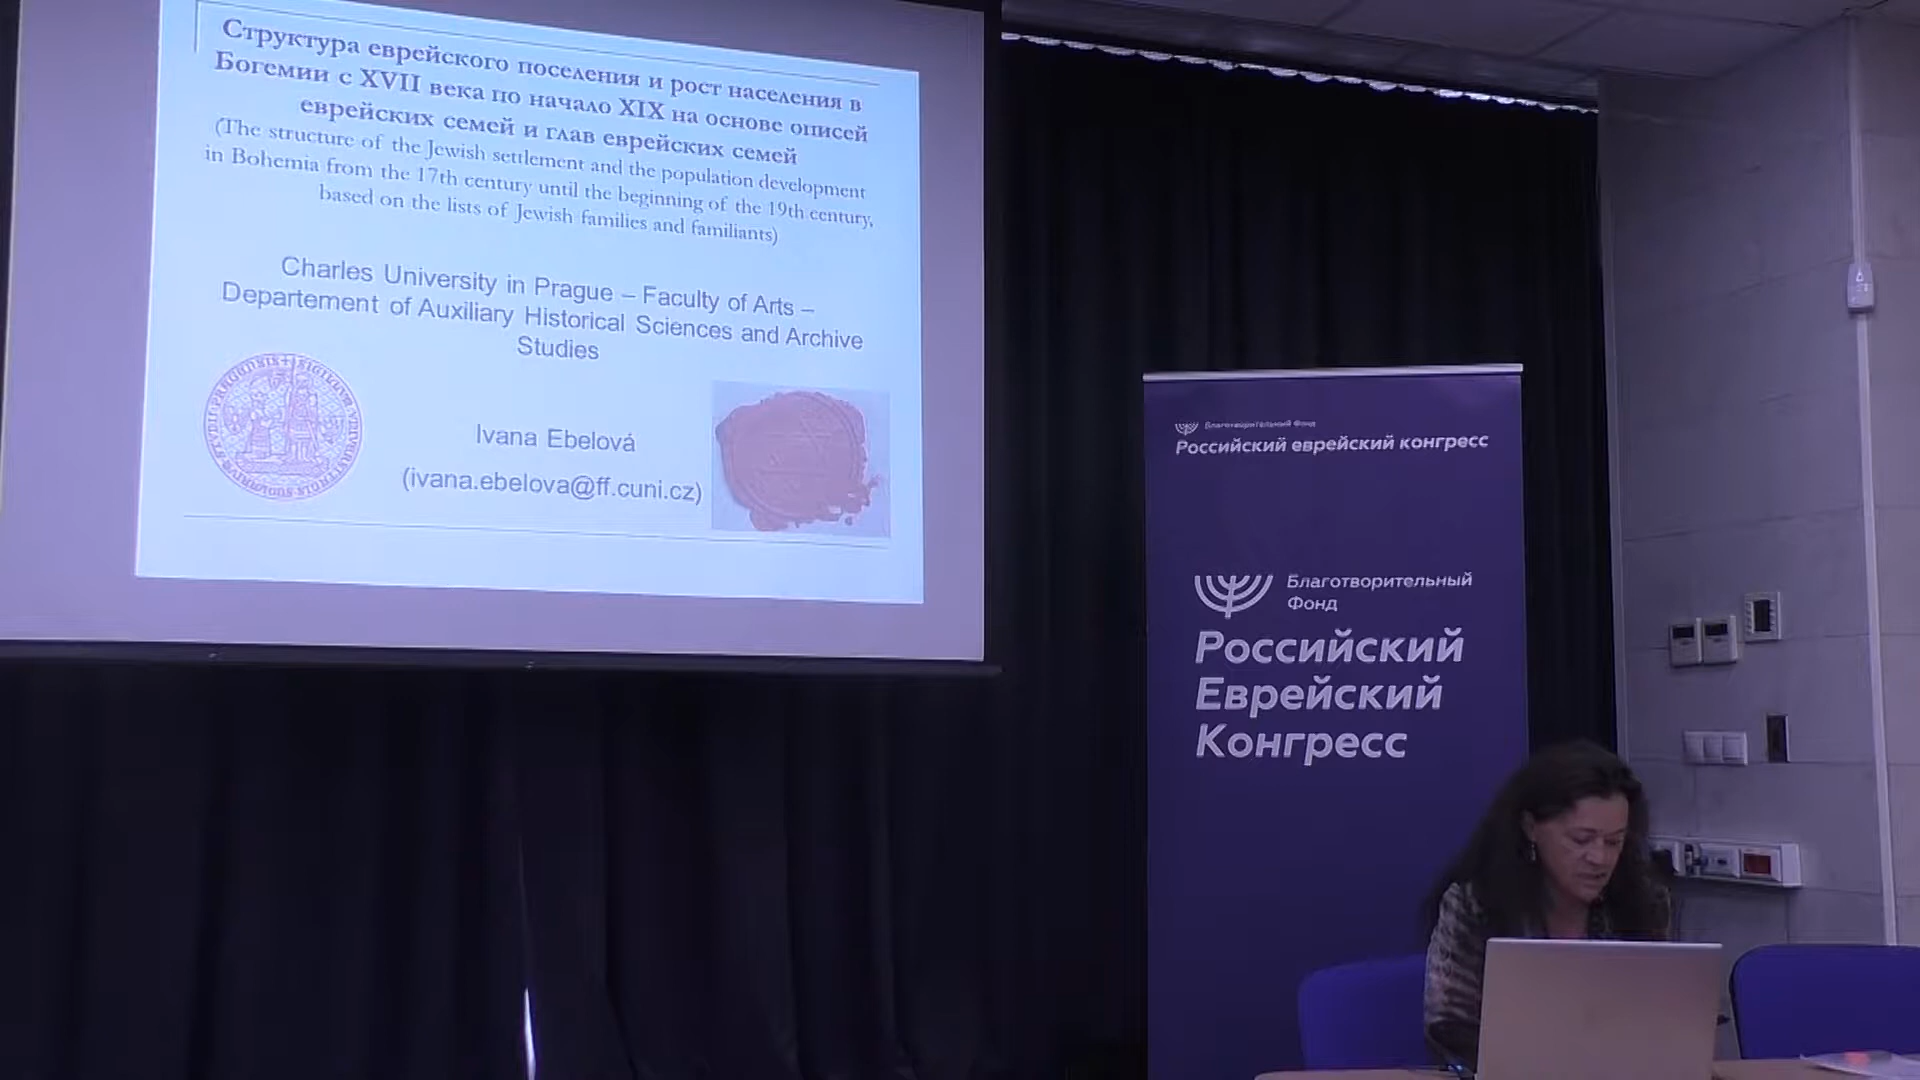 Структура еврейского поселения и рост населения в
Богемии с XVII века по начало XIX на основе описей
еврейских семей и глав еврейских семей
(The structure of the Jewish settlement and the population development
in Bohemia from the 17th century until the beginning of the 19th century,
based on the lists of Jewish families and familiants)
Charles University in Prague – Faculty of Arts –
Departement of Auxiliary Historical Sciences and Archive
Studies
Ivana Ebelová
(ivana.ebelova@ff.cuni.cz)
Благотворительный Фонд
Российский еврейский конгресс
Благотворительный
Фонд
Российский
Еврейский
Конгресс